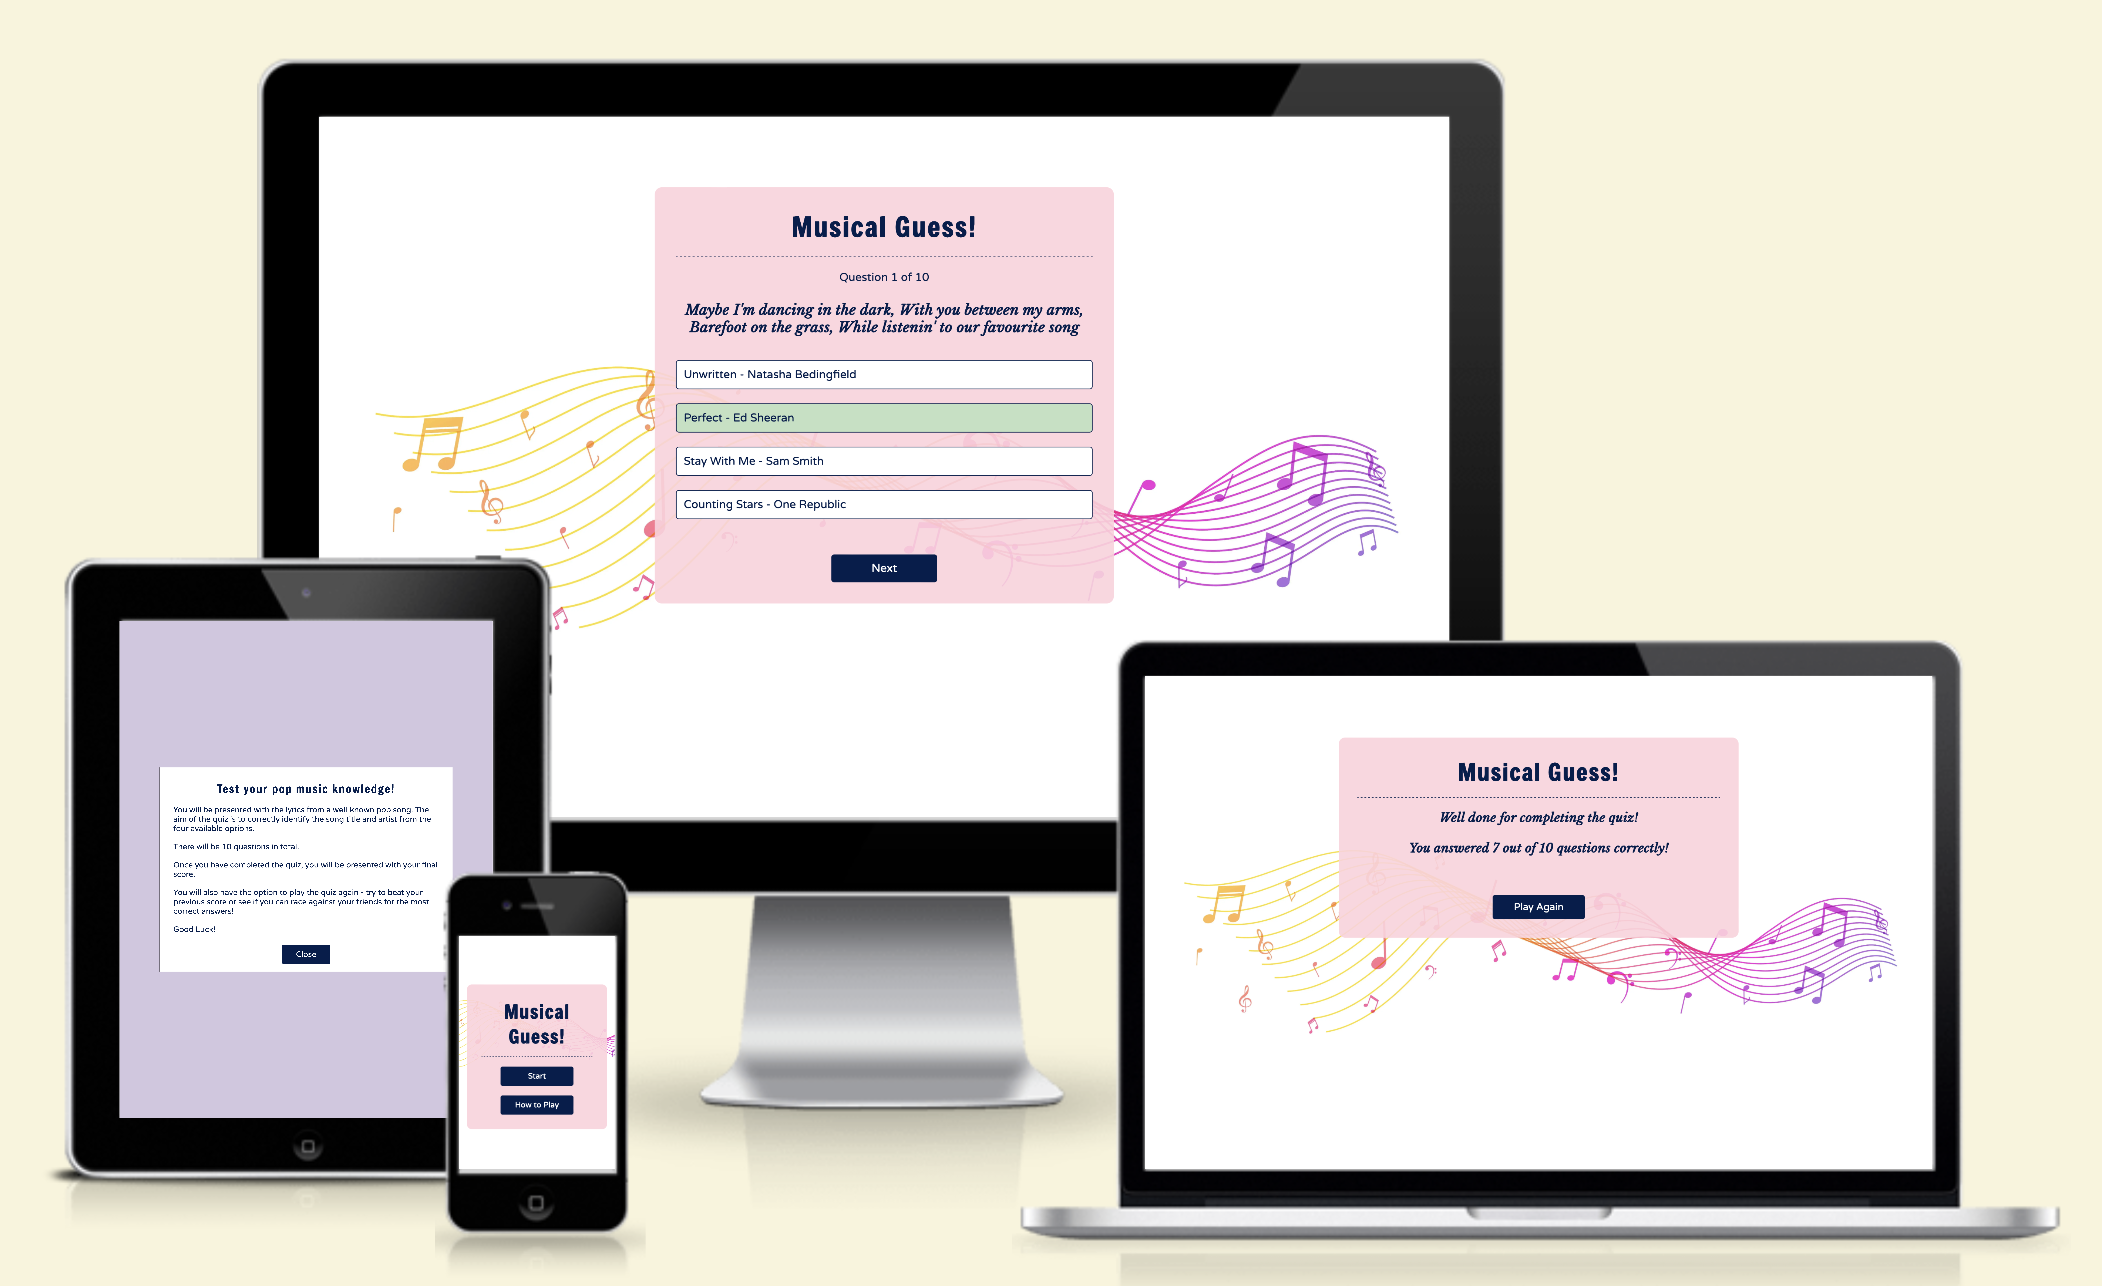 Musical Guess!
Question 1 of 10
Maybe I'm dancing in the dark, With you between my arms,
Barefoot on the grass, While listenin' to our favourite song
Unwritten - Natasha Bedingfield
Perfect - Ed Sheeran
Stay With Me - Sam Smith
Counting Stars - One Republic
Next
Test your pop music knowledge!
You will be presented with the lyrics from a well known pop song. The
aim of the quiz is to correctly identify the song title and artist from the
four available options.
There will be 10 questions in total.
Once you have completed the quiz, you will be presented with your final
score.
You will also have the option to play the quiz again - try to beat your
previous score or see if you can race against your friends for the most
correct answers!
Good Luck!
Close
Musical
Guess!
Start
How to Play
Musical Guess!
Well done for completing the quiz!
You answered 7 out of 10 questions correctly!
Play Again